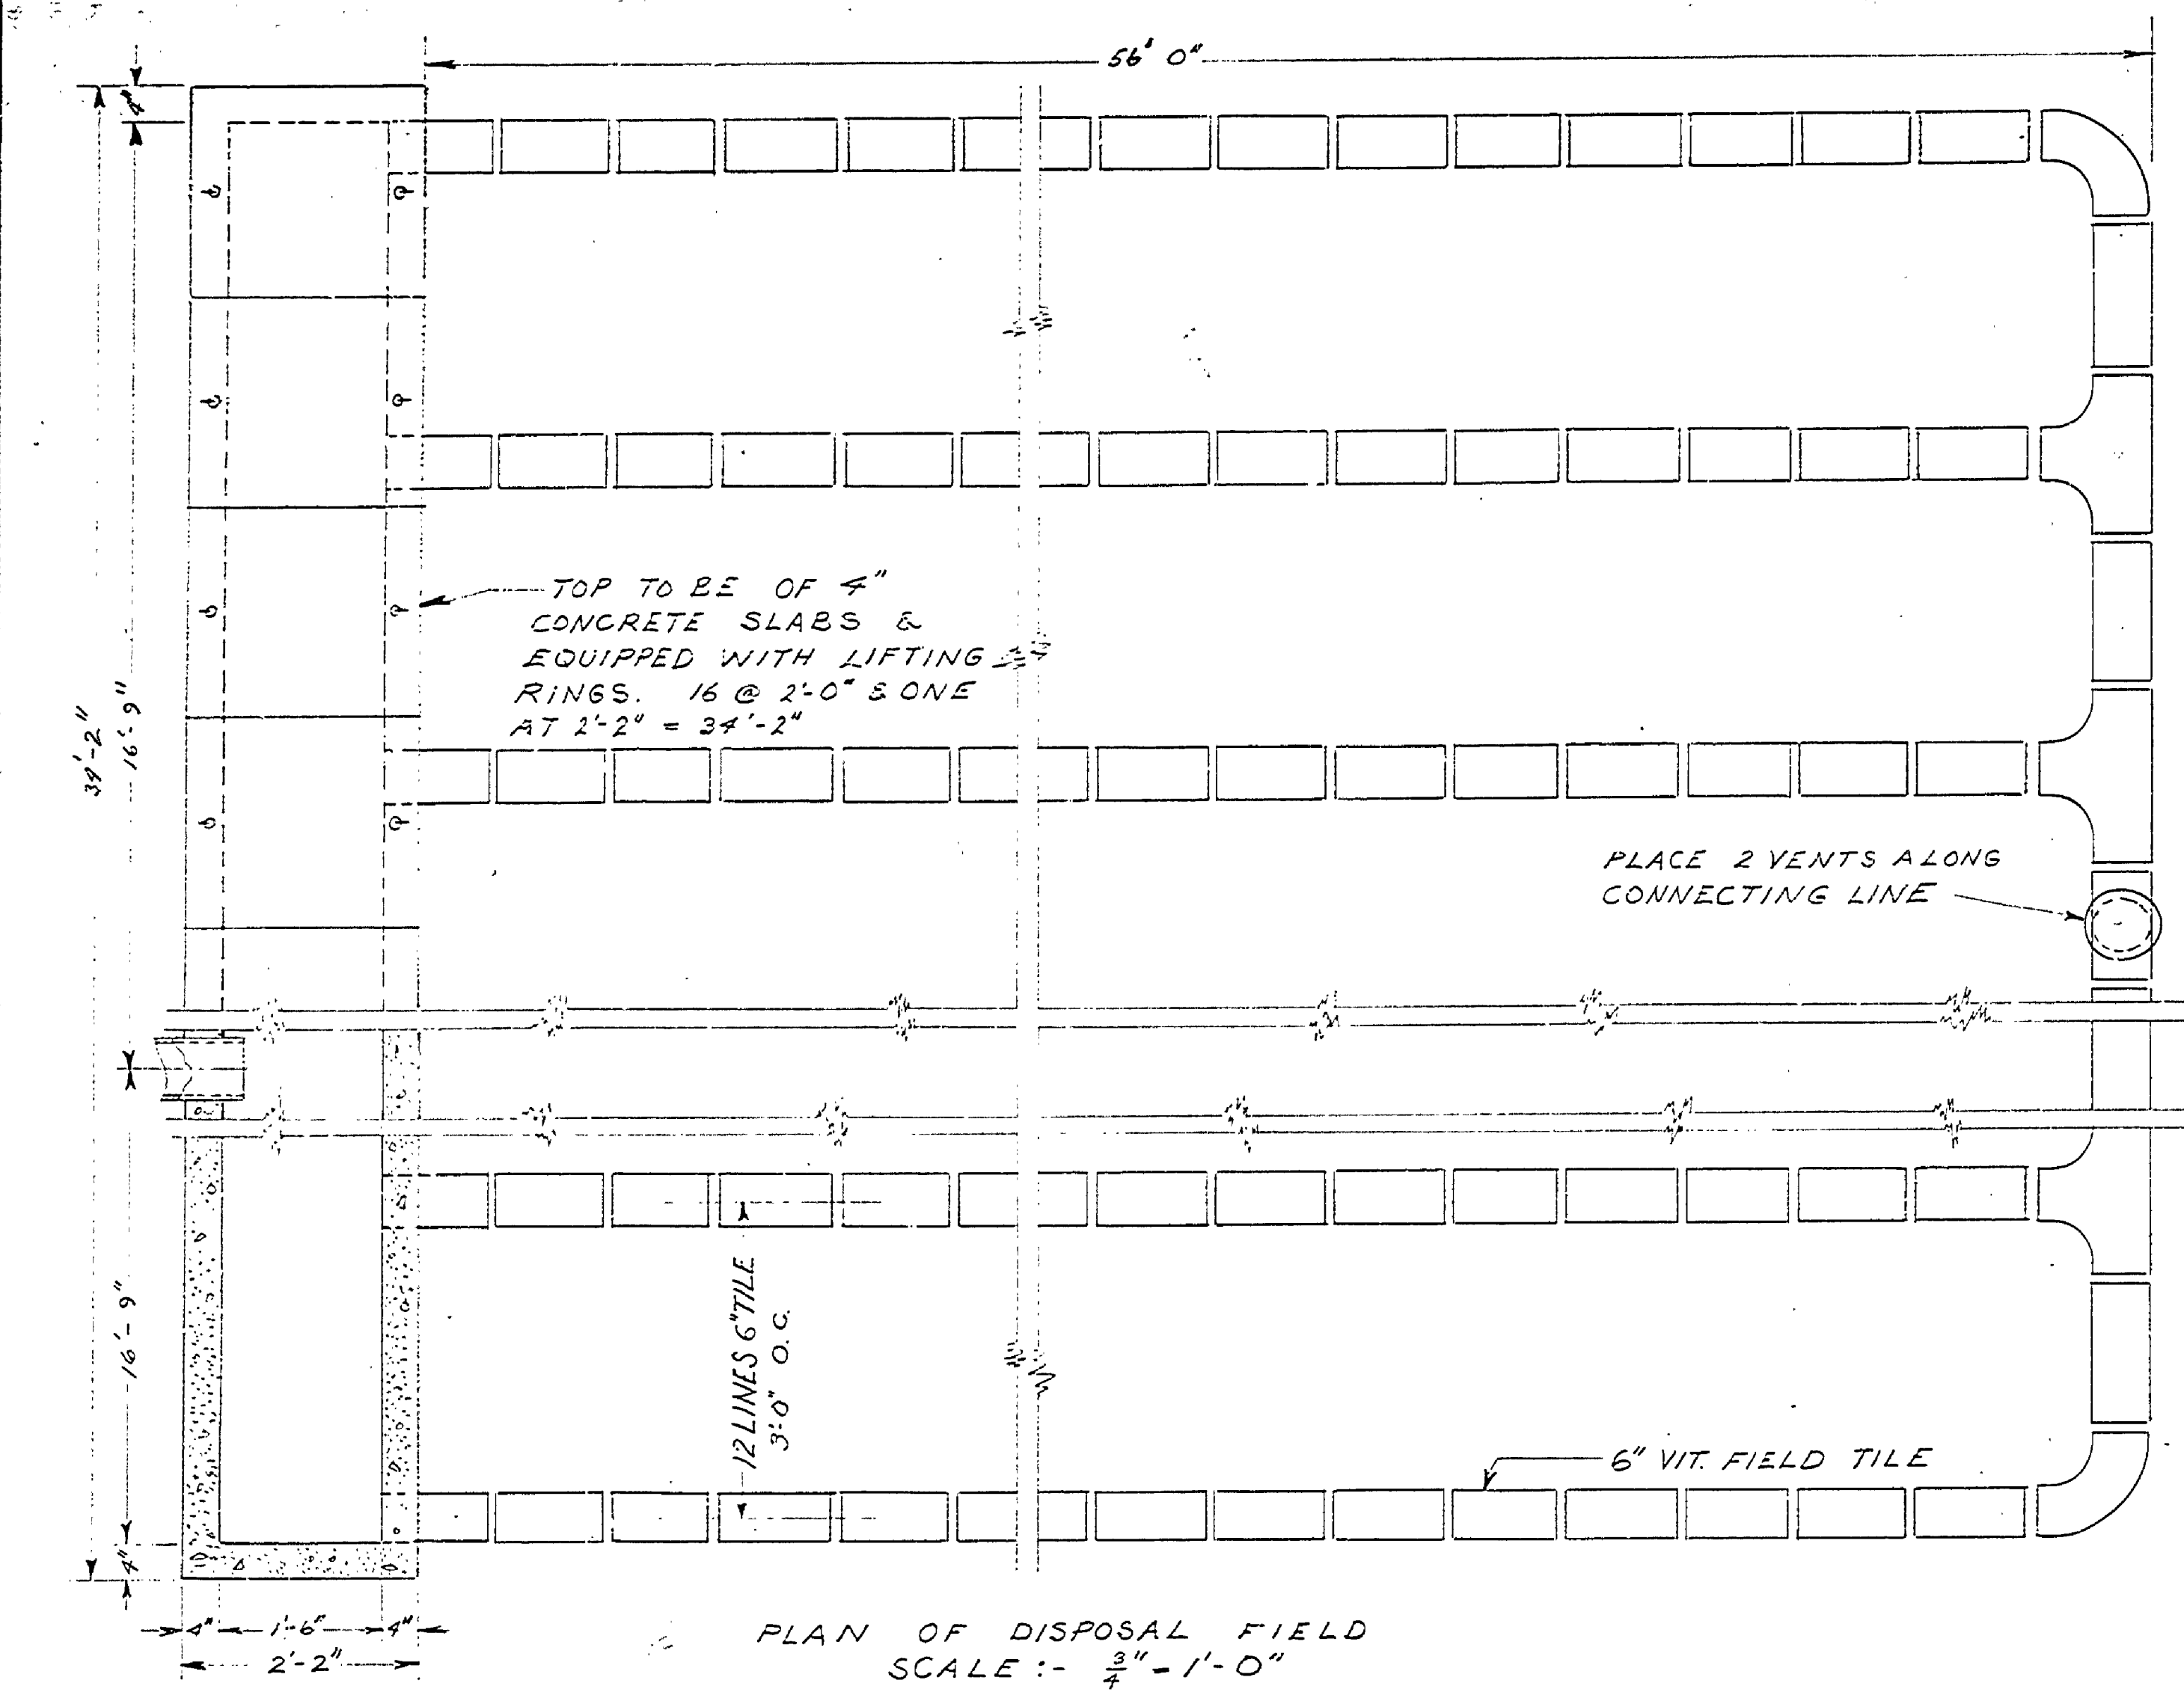 56' 0"
4"
TOP TO BE OF 4"
CONCRETE SLABS &
EQUIPPED WITH LIFTING
RINGS. 16 @ 2'-0" & ONE
AT 2'-2" = 34'-2"
34'-2"
16'-9"
PLACE 2 VENTS ALONG
CONNECTING LINE
12 LINES 6" TILE
3'-0" O.C.
16'-9"
6" VIT. FIELD TILE
4"
4" 1'-6" 4"
2'-2"
PLAN OF DISPOSAL FIELD
SCALE :- 3/4" - 1'-0"